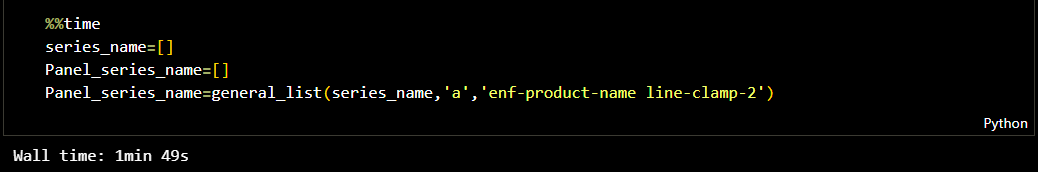 %%time
series_name=[]
Panel_series_name=[]
Panel_series_name=general_list(series_name,'a','enf-product-name line-clamp-2')
Python
Wall time: 1min 49s